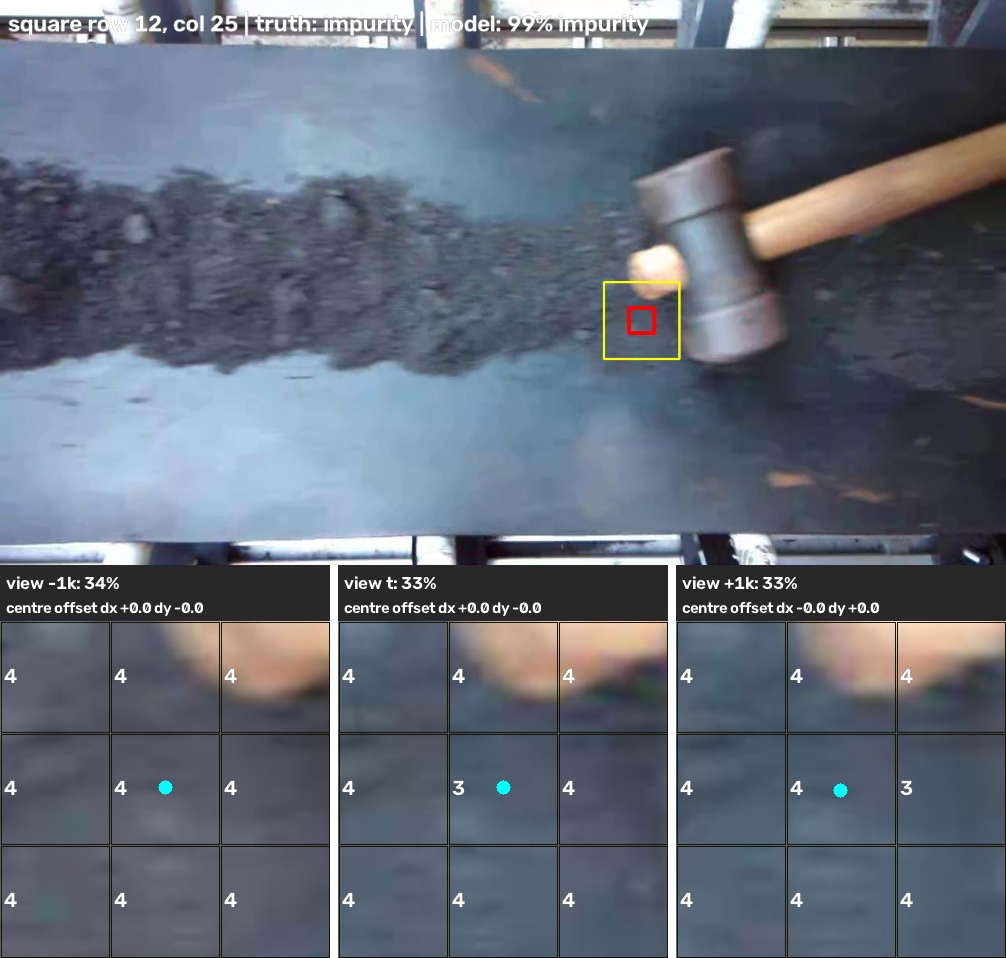 square row 12, col 25 | truth: impurity | model: 99% impurity
view -1k: 34%
centre offset dx +0.0 dy -0.0
4 4 4
4 4 4
4 4 4
view t: 33%
centre offset dx +0.0 dy -0.0
4 4 4
4 3 4
4 4 4
view +1k: 33%
centre offset dx -0.0 dy +0.0
4 4 4
4 4 3
4 4 4